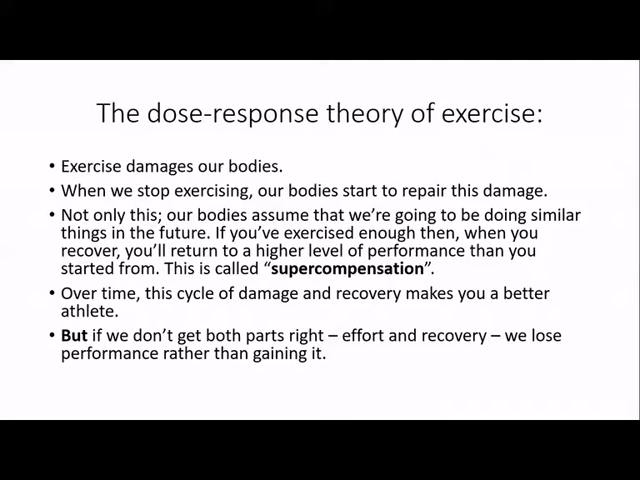 The dose-response theory of exercise:
• Exercise damages our bodies.
• When we stop exercising, our bodies start to repair this damage.
• Not only this; our bodies assume that we’re going to be doing similar
things in the future. If you’ve exercised enough then, when you
recover, you’ll return to a higher level of performance than you
started from. This is called “supercompensation”.
• Over time, this cycle of damage and recovery makes you a better
athlete.
• But if we don’t get both parts right – effort and recovery – we lose
performance rather than gaining it.